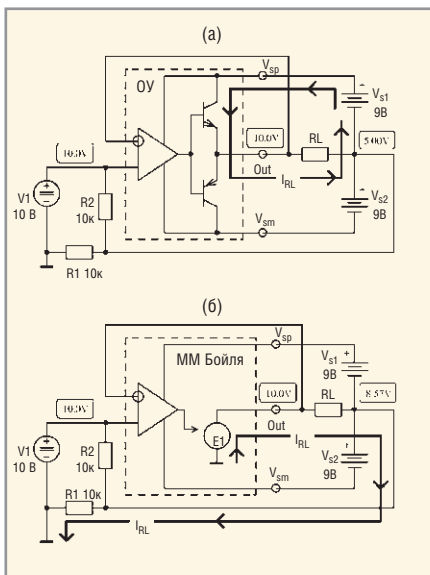 (а)
V_sp
ОУ
V_s1
9В
10.0V
10.0V
RL
5.00V
Out
I_RL
V1
10 В
R2
10к
V_s2
9В
V_sm
R1 10к
(б)
V_sp
ММ Бойля
V_s1
9В
10.0V
10.0V
RL
8.57V
E1
Out
I_RL
V1
10 В
R2
10к
V_s2
9В
V_sm
R1 10к
I_RL